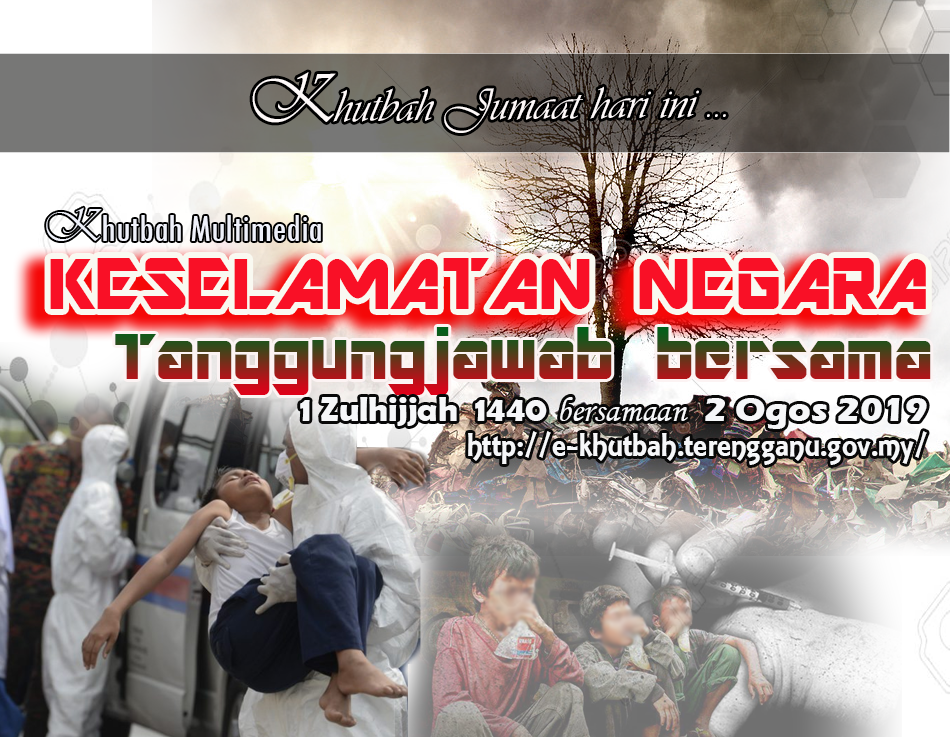 Khutbah Jumaat hari ini ...
Khutbah Multimedia
KESELAMATAN NEGARA
Tanggungjawab bersama
1 Zulhijjah 1440 bersamaan 2 Ogos 2019
http://e-khutbah.terengganu.gov.my/